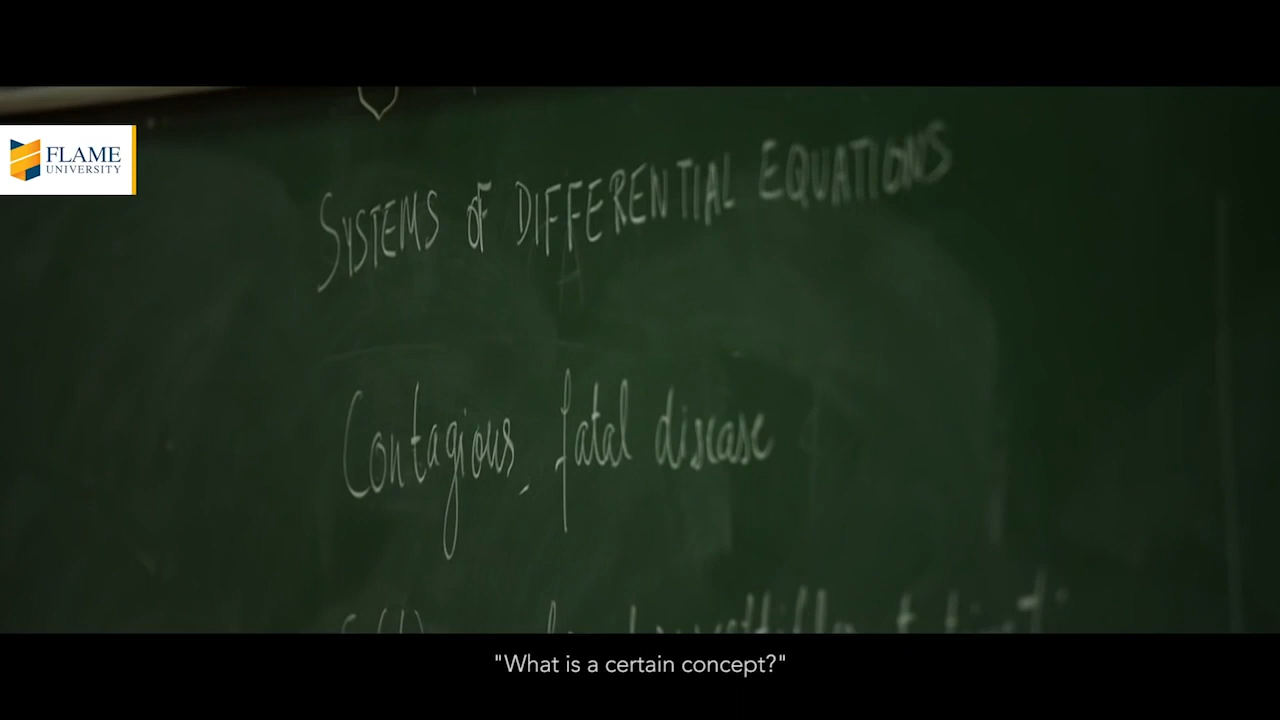 FLAME
UNIVERSITY
SYSTEMS OF DIFFERENTIAL EQUATIONS
Contagious, fatal disease
"What is a certain concept?"